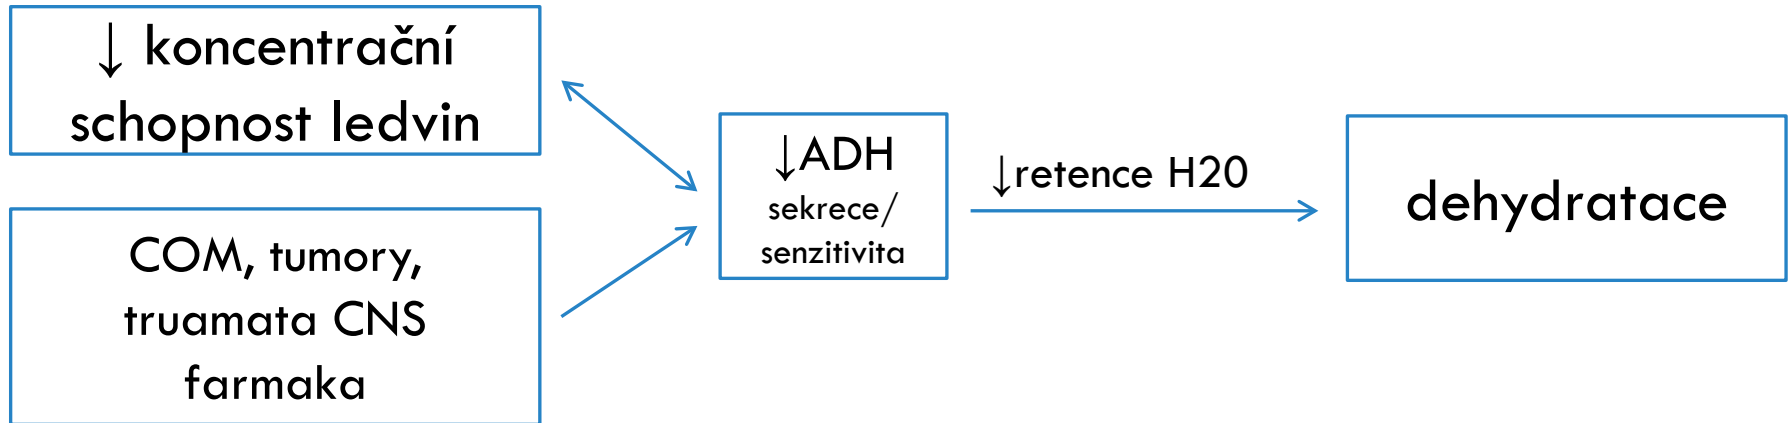 ↓ koncentrační
schopnost ledvin
COM, tumory,
truamata CNS
farmaka
↓ADH
sekrece/
senzitivita
↓retence H20
dehydratace